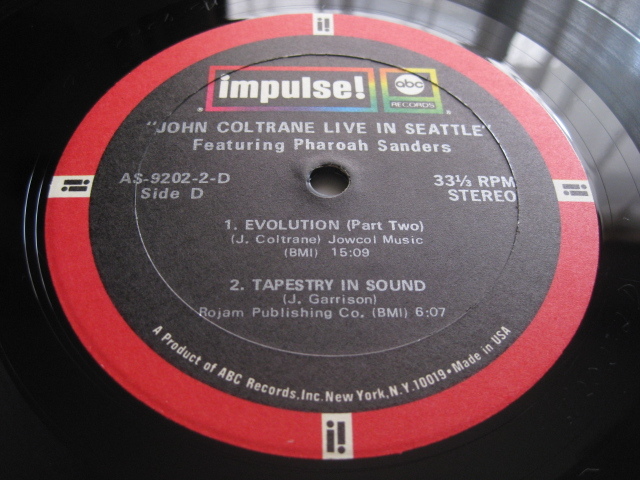 i!
impulse! abc
RECORDS
"JOHN COLTRANE LIVE IN SEATTLE"
Featuring Pharoah Sanders
AS-9202-2-D
Side D
33⅓ RPM
STEREO
i!
i!
1. EVOLUTION (Part Two)
(J. Coltrane) Jowcol Music
(BMI) 15:09
2. TAPESTRY IN SOUND
(J. Garrison)
Rojam Publishing Co. (BMI) 6:07
A Product of ABC Records, Inc. New York, N.Y. 10019 • Made in USA
i!